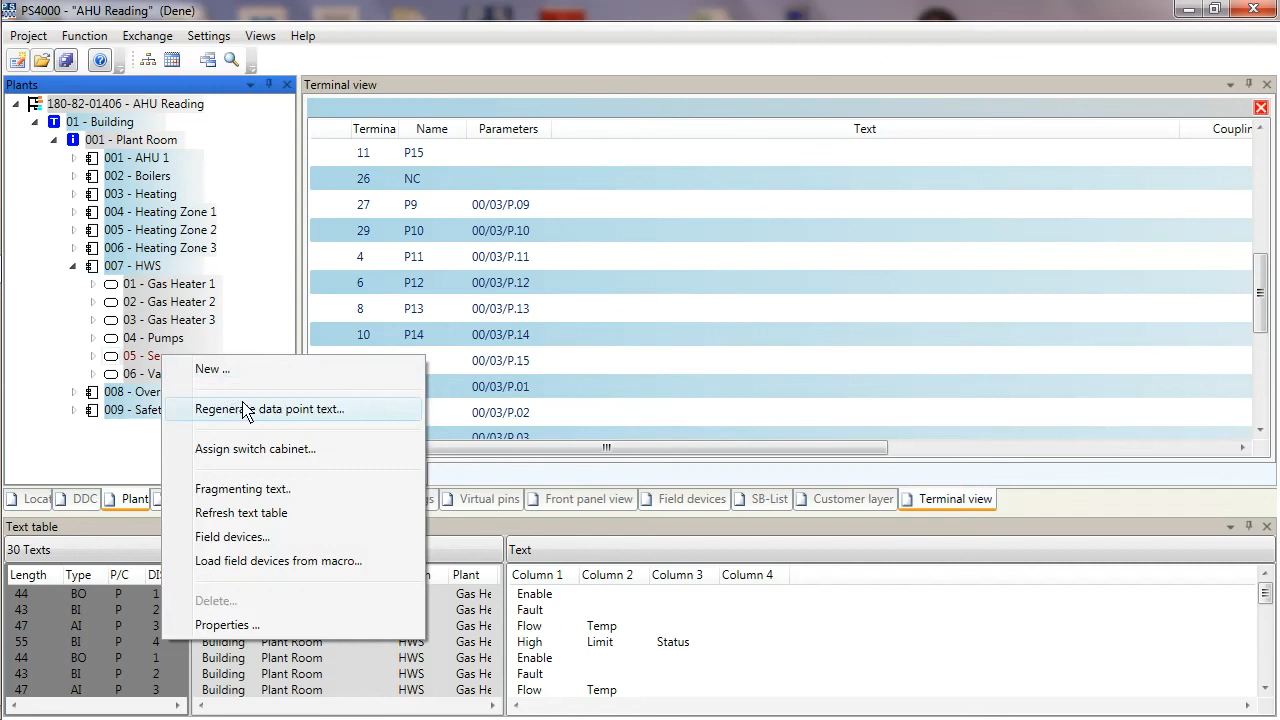 PS4000 - "AHU Reading" (Dene)
Project Function Exchange Settings Views Help
Plants
180-82-01406 - AHU Reading
01 - Building
001 - Plant Room
001 - AHU 1
002 - Boilers
003 - Heating
004 - Heating Zone 1
005 - Heating Zone 2
006 - Heating Zone 3
007 - HWS
01 - Gas Heater 1
02 - Gas Heater 2
03 - Gas Heater 3
04 - Pumps
05 - Se
06 - Va
008 - Over
009 - Safet
Terminal view
Termina Name Parameters Text Couplin
11 P15
26 NC
27 P9 00/03/P.09
29 P10 00/03/P.10
4 P11 00/03/P.11
6 P12 00/03/P.12
8 P13 00/03/P.13
10 P14 00/03/P.14
00/03/P.15
00/03/P.01
00/03/P.02
00/03/P.03
New ...
Regenerate data point text...
Assign switch cabinet...
Fragmenting text..
Refresh text table
Field devices...
Load field devices from macro...
Delete...
Properties ...
Locat DDC Plant gs Virtual pins Front panel view Field devices SB-List Customer layer Terminal view
Text table
30 Texts
Length Type P/C DI Plant
44 BO P 1 Gas He
43 BI P 2 Gas He
47 AI P 3 Gas He
55 BI P 4 Building Plant Room HWS Gas He
44 BO P 1 Building Plant Room HWS Gas He
43 BI P 2 Building Plant Room HWS Gas He
47 AI P 3 Building Plant Room HWS Gas He
Text
Column 1 Column 2 Column 3 Column 4
Enable
Fault
Flow Temp
High Limit Status
Enable
Fault
Flow Temp